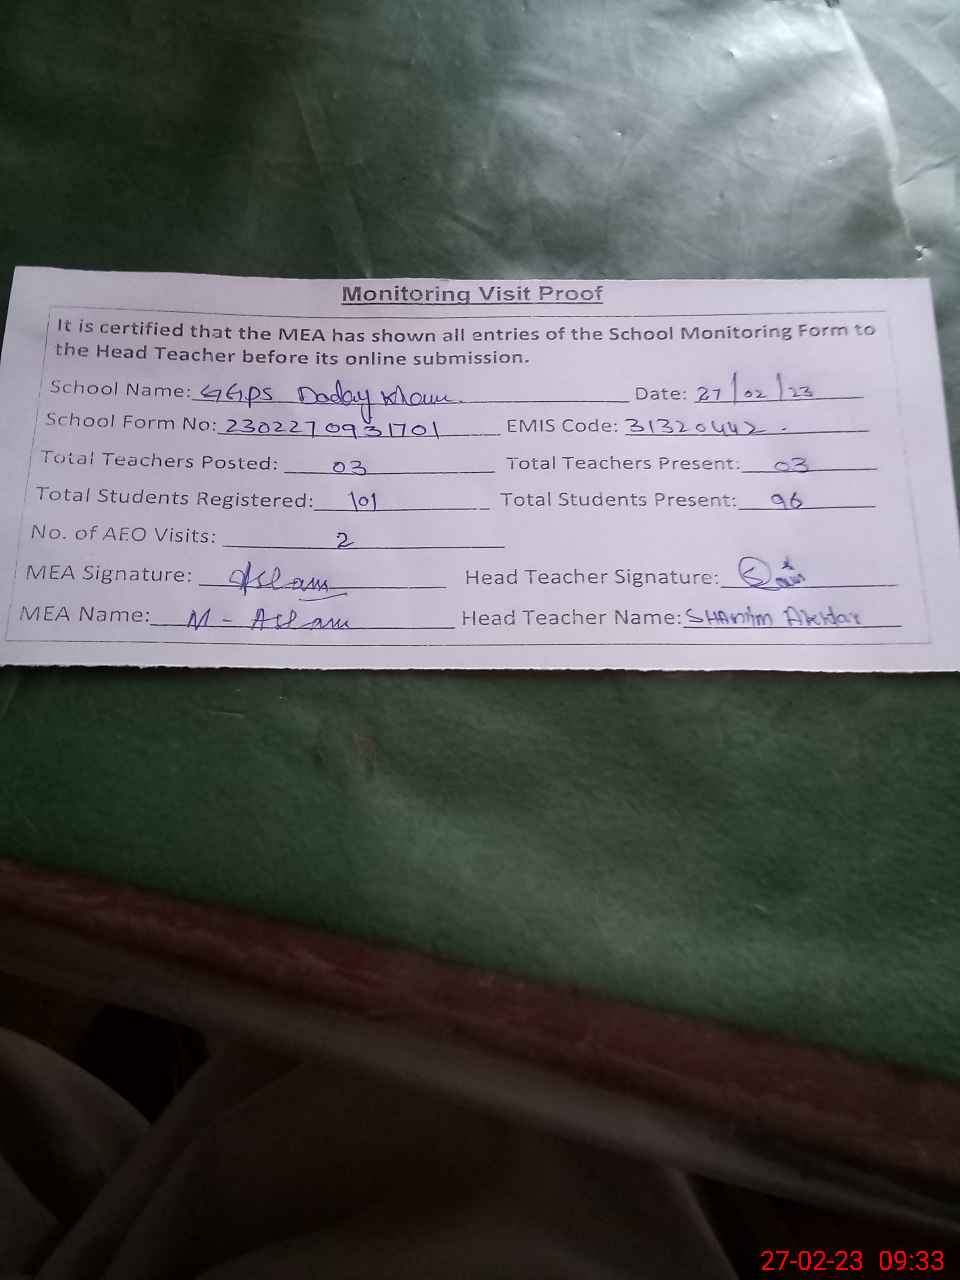 Monitoring Visit Proof
It is certified that the MEA has shown all entries of the School Monitoring Form to
the Head Teacher before its online submission.
School Name: GGPS Daday Khan. Date: 27/02/23
School Form No: 2302270931701 EMIS Code: 31320442.
Total Teachers Posted: 03 Total Teachers Present: 03
Total Students Registered: 101 Total Students Present: 96
No. of AEO Visits: 2
MEA Signature: Aslam Head Teacher Signature:
MEA Name: M - Aslam Head Teacher Name: SHAmim Akhtar
27-02-23 09:33